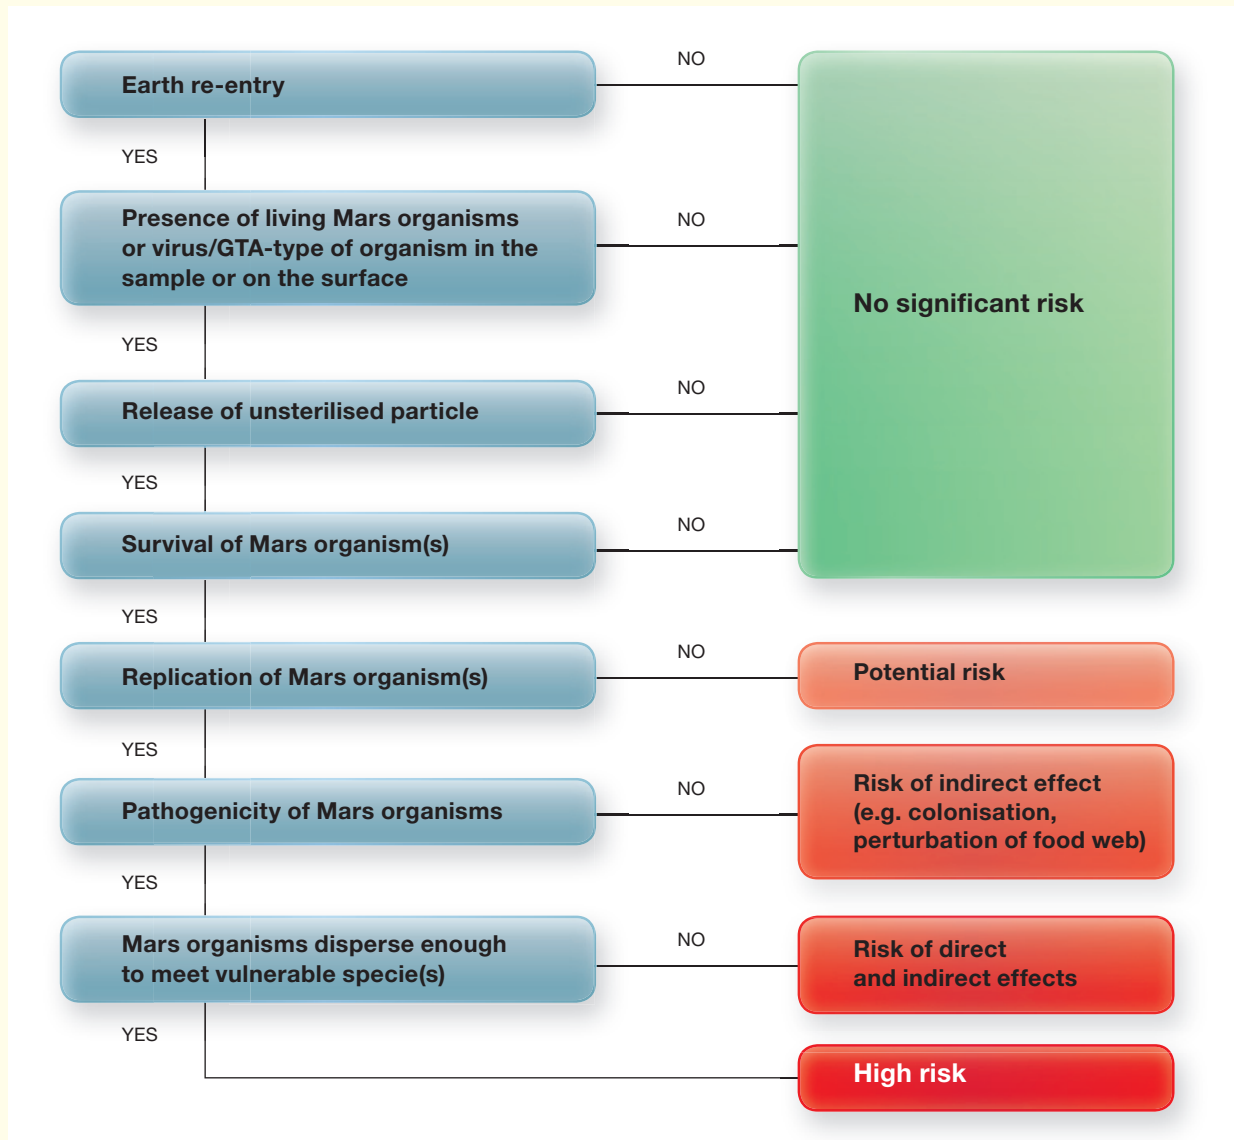 Earth re-entry
NO
YES
Presence of living Mars organisms
or virus/GTA-type of organism in the
sample or on the surface
NO
No significant risk
YES
Release of unsterilised particle
NO
YES
Survival of Mars organism(s)
NO
YES
Replication of Mars organism(s)
NO
Potential risk
YES
Pathogenicity of Mars organisms
NO
Risk of indirect effect
(e.g. colonisation,
perturbation of food web)
YES
Mars organisms disperse enough
to meet vulnerable specie(s)
NO
Risk of direct
and indirect effects
YES
High risk